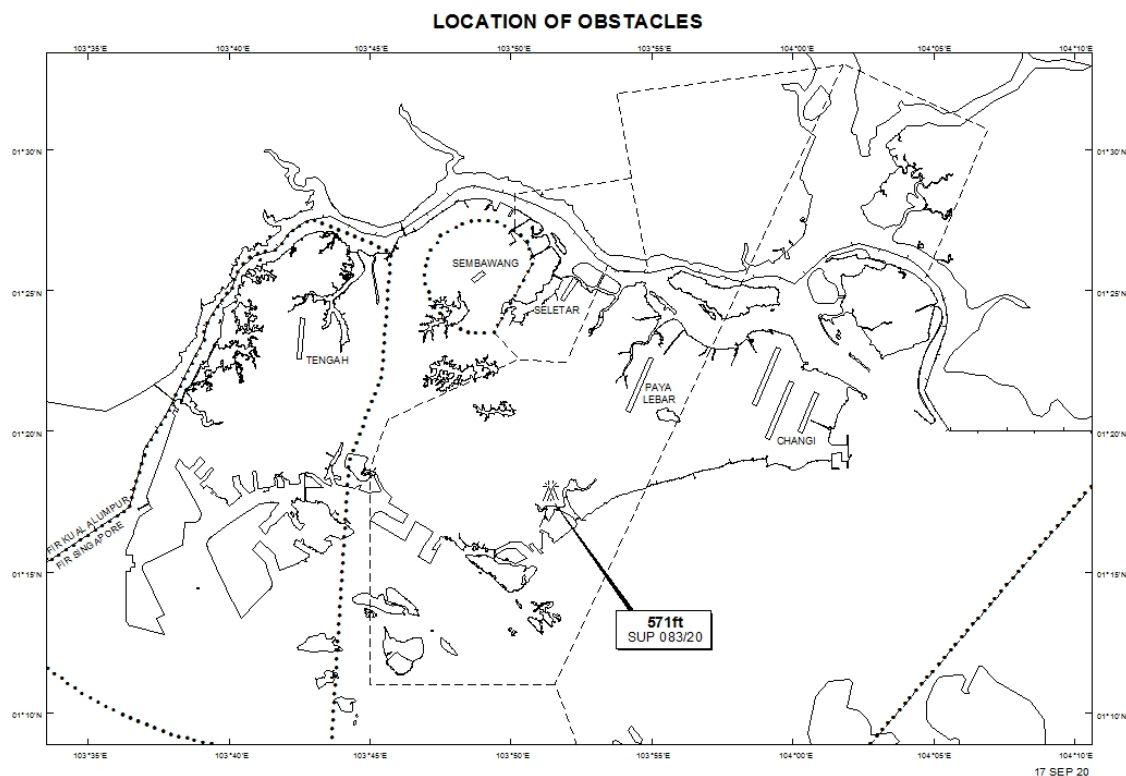 LOCATION OF OBSTACLES
103°35'E 103°40'E 103°45'E 103°50'E 103°55'E 104°00'E 104°05'E 104°10'E
01°30'N 01°30'N
SEMBAWANG
01°25'N 01°25'N
SELETAR
TENGAH
PAYA
LEBAR
01°20'N 01°20'N
CHANGI
FIR KUALA LUMPUR
FIR SINGAPORE
01°15'N 01°15'N
571ft
SUP 083/20
01°10'N 01°10'N
103°35'E 103°40'E 103°45'E 103°50'E 103°55'E 104°00'E 104°05'E 104°10'E
17 SEP 20